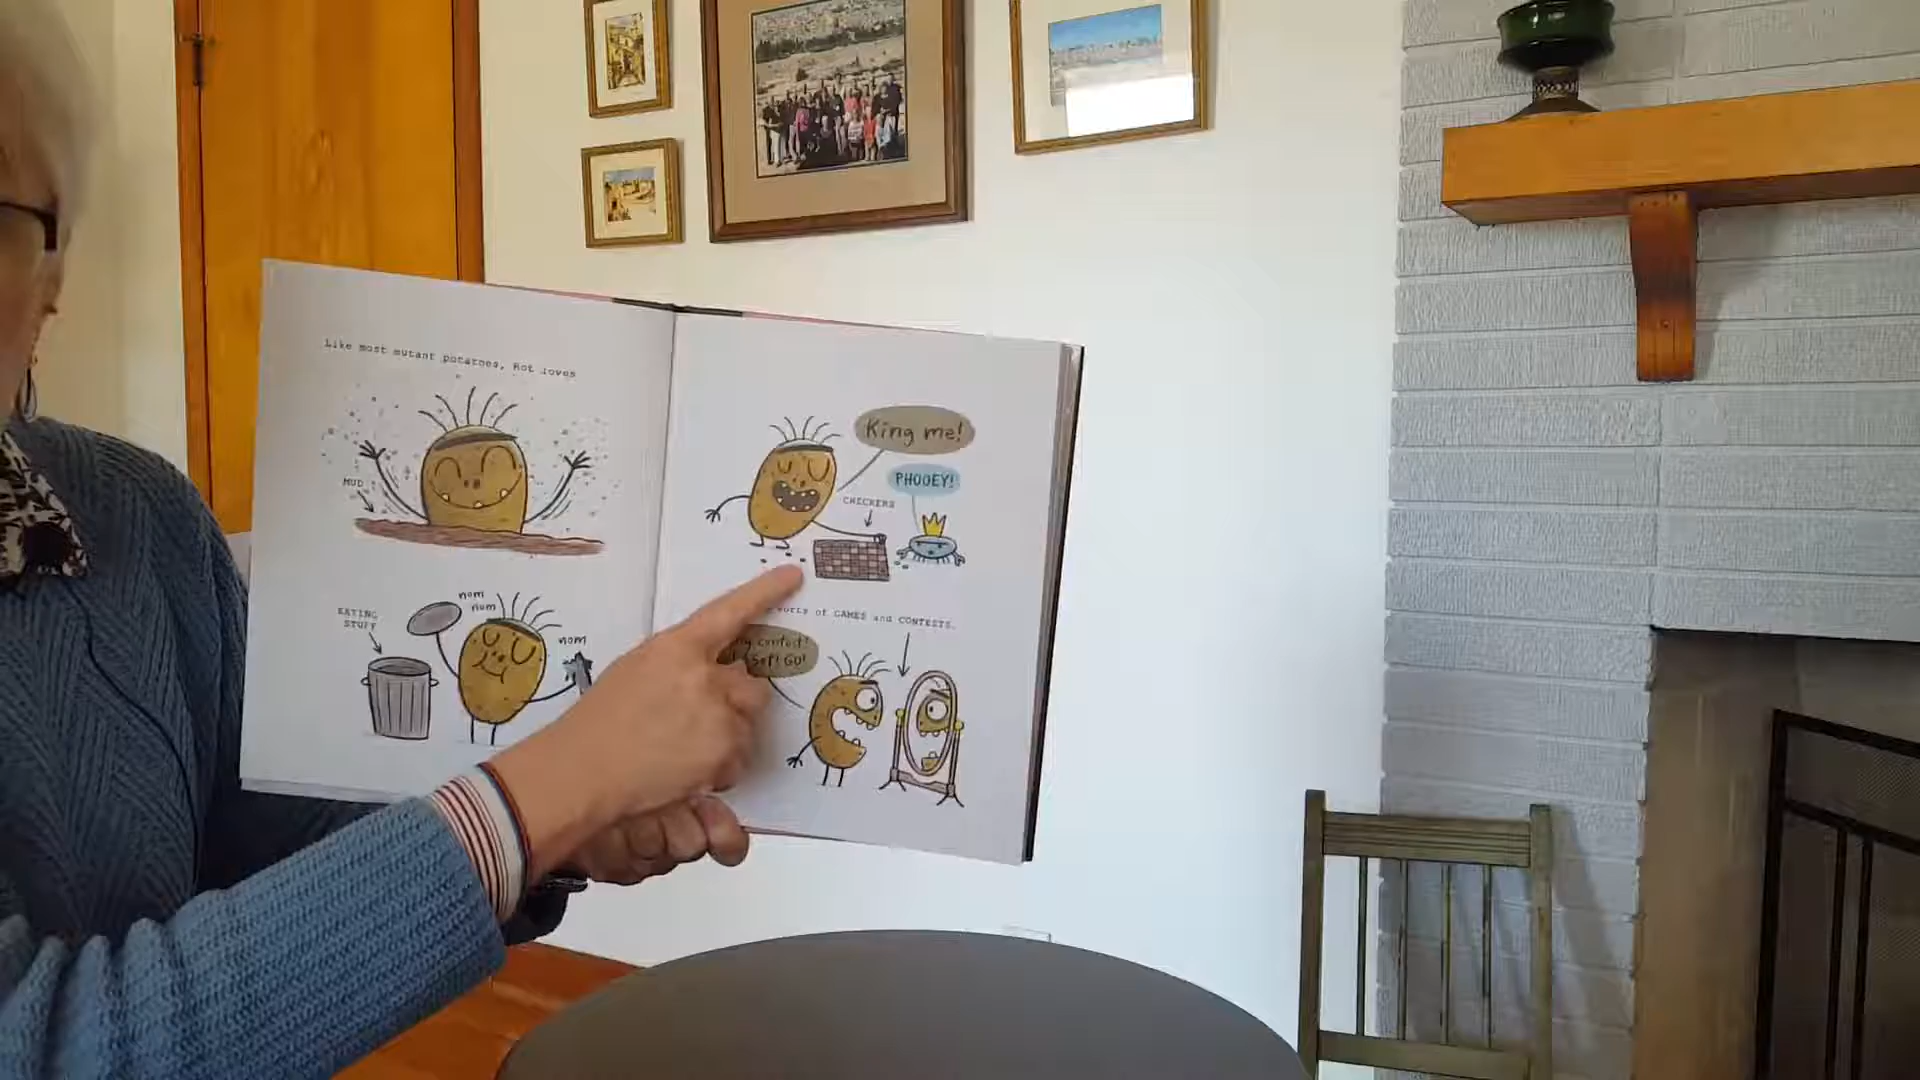 Like most mutant potatoes, Rot loves
MUD
nom
nom
EATING
STUFF
nom
King me!
PHOOEY!
CHECKERS
sorts of GAMES and CONTESTS.
contest!
Set! GO!